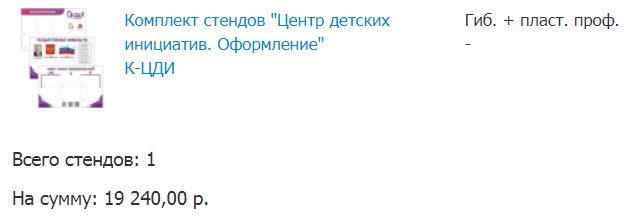 Комплект стендов "Центр детских
инициатив. Оформление"
К-ЦДИ
Гиб. + пласт. проф.
-
Всего стендов: 1
На сумму: 19 240,00 р.